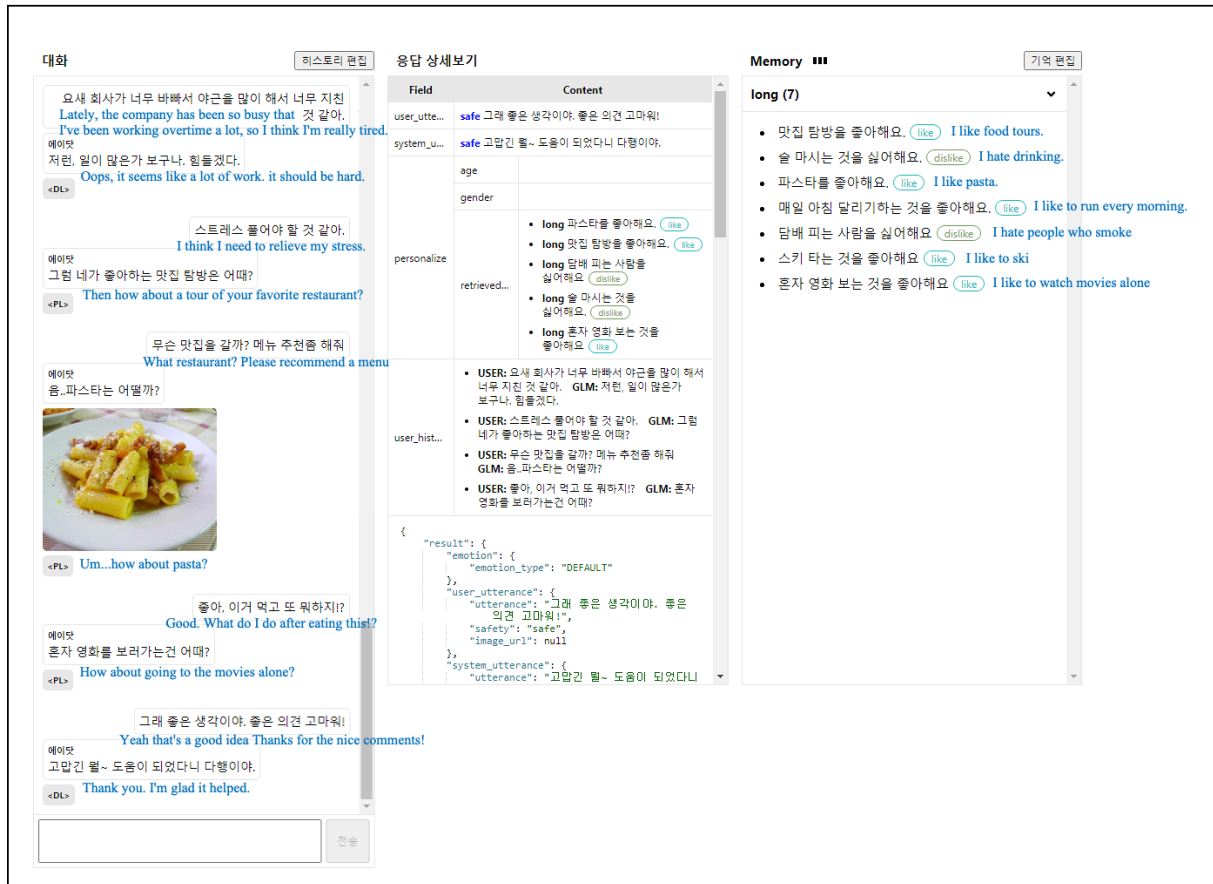 대화
히스토리 편집
요새 회사가 너무 바빠서 야근을 많이 해서 너무 지친
것 같아.
Lately, the company has been so busy that
I've been working overtime a lot, so I think I'm really tired.
에이닷
저런, 일이 많은가 보구나. 힘들겠다.
Oops, it seems like a lot of work. it should be hard.
<DL>
스트레스 풀어야 할 것 같아.
I think I need to relieve my stress.
에이닷
그럼 네가 좋아하는 맛집 탐방은 어때?
Then how about a tour of your favorite restaurant?
<PL>
무슨 맛집을 갈까? 메뉴 추천좀 해줘
What restaurant? Please recommend a menu
에이닷
음..파스타는 어떨까?
<PL>
Um...how about pasta?
좋아, 이거 먹고 또 뭐하지!?
Good. What do I do after eating this!?
에이닷
혼자 영화를 보러가는건 어때?
How about going to the movies alone?
<PL>
그래 좋은 생각이야. 좋은 의견 고마워!
Yeah that's a good idea Thanks for the nice comments!
에이닷
고맙긴 뭘~ 도움이 되었다니 다행이야.
Thank you. I'm glad it helped.
<DL>
전송
응답 상세보기
Field Content
user_utte... safe 그래 좋은 생각이야. 좋은 의견 고마워!
system_u... safe 고맙긴 뭘~ 도움이 되었다니 다행이야.
personalize
age
gender
retrieved...
• long 파스타를 좋아해요. like
• long 맛집 탐방을 좋아해요. like
• long 담배 피는 사람을
싫어해요 dislike
• long 술 마시는 것을
싫어해요. dislike
• long 혼자 영화 보는 것을
좋아해요 like
user_hist...
• USER: 요새 회사가 너무 바빠서 야근을 많이 해서
너무 지친 것 같아. GLM: 저런, 일이 많은가
보구나. 힘들겠다.
• USER: 스트레스 풀어야 할 것 같아. GLM: 그럼
네가 좋아하는 맛집 탐방은 어때?
• USER: 무슨 맛집을 갈까? 메뉴 추천좀 해줘
GLM: 음..파스타는 어떨까?
• USER: 좋아, 이거 먹고 또 뭐하지!? GLM: 혼자
영화를 보러가는건 어때?
{
"result": {
"emotion": {
"emotion_type": "DEFAULT"
},
"user_utterance": {
"utterance": "그래 좋은 생각이야. 좋은
의견 고마워!",
"safety": "safe",
"image_url": null
},
"system_utterance": {
"utterance": "고맙긴 뭘~ 도움이 되었다니
Memory
기억 편집
long (7)
• 맛집 탐방을 좋아해요. like I like food tours.
• 술 마시는 것을 싫어해요. dislike I hate drinking.
• 파스타를 좋아해요. like I like pasta.
• 매일 아침 달리기하는 것을 좋아해요. like I like to run every morning.
• 담배 피는 사람을 싫어해요 dislike I hate people who smoke
• 스키 타는 것을 좋아해요 like I like to ski
• 혼자 영화 보는 것을 좋아해요 like I like to watch movies alone